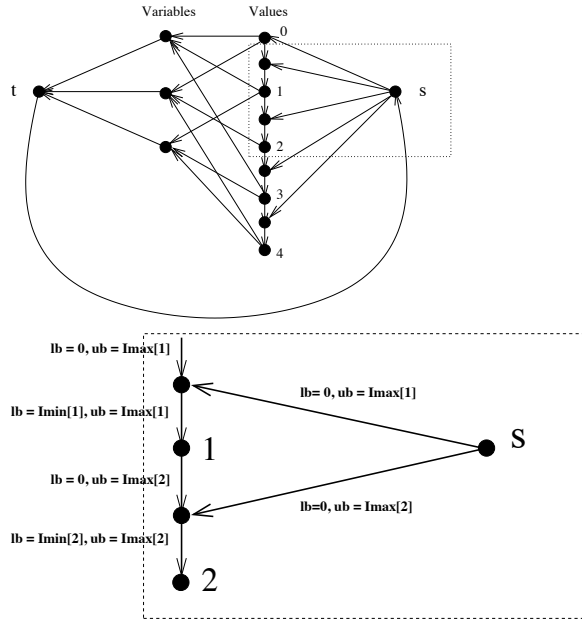 Variables Values
0
t 1 s
2
3
4
lb = 0, ub = Imax[1]
lb= 0, ub = Imax[1]
lb = Imin[1], ub = Imax[1]
1 s
lb = 0, ub = Imax[2]
lb=0, ub = Imax[2]
lb = Imin[2], ub = Imax[2]
2